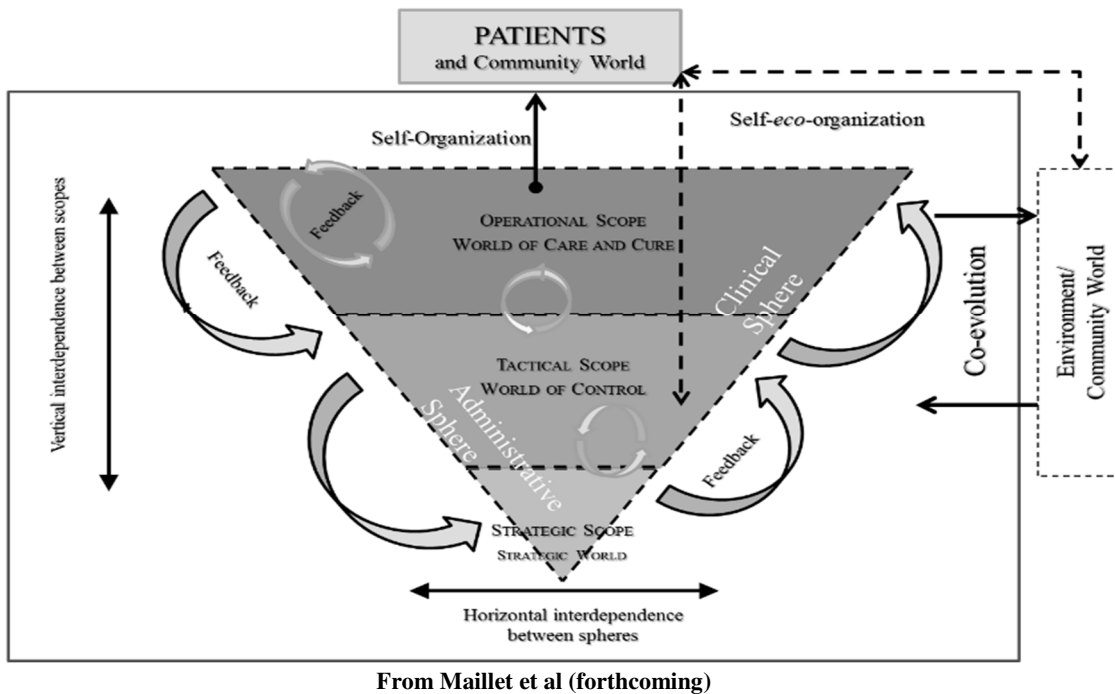 PATIENTS
and Community World
Self-Organization
Self-eco-organization
Vertical interdependence between scopes
Feedback
Feedback
OPERATIONAL SCOPE
WORLD OF CARE AND CURE
Clinical
Sphere
TACTICAL SCOPE
WORLD OF CONTROL
Administrative
Sphere
Feedback
STRATEGIC SCOPE
STRATEGIC WORLD
Co-evolution
Environment/
Community World
Horizontal interdependence
between spheres
From Maillet et al (forthcoming)